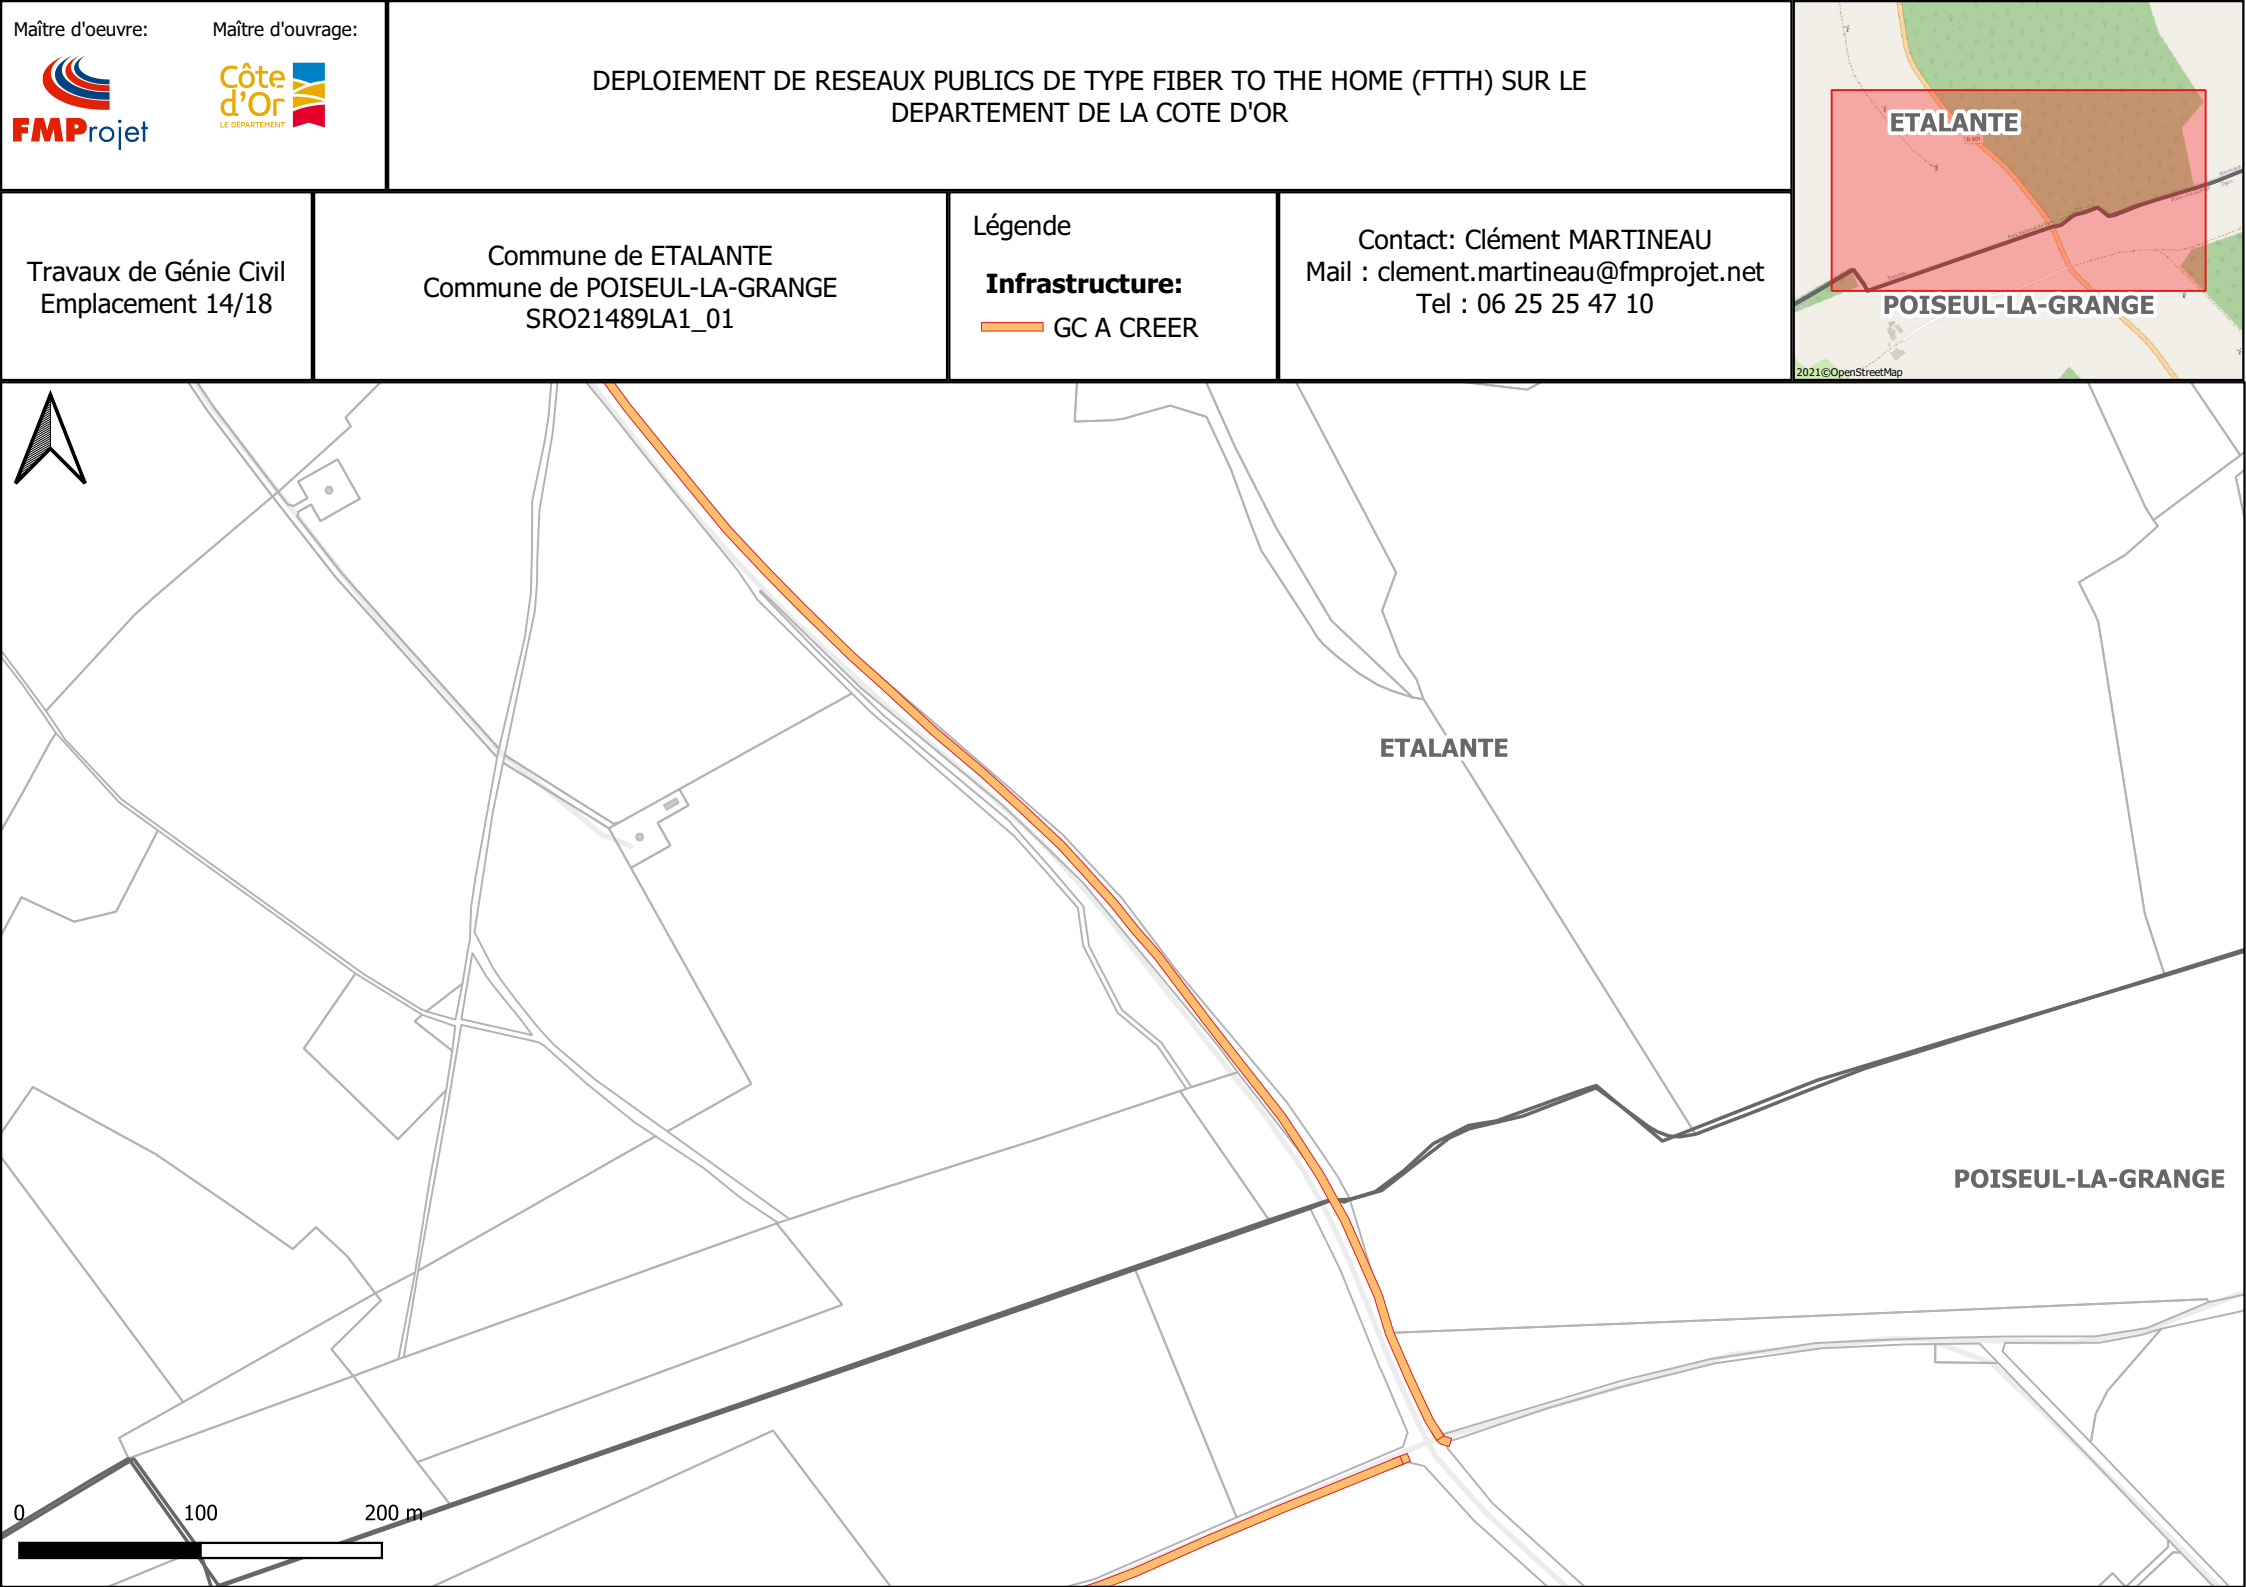 Maître d'oeuvre:
Maître d'ouvrage:
FMProjet
Côte
d'Or
LE DÉPARTEMENT
DEPLOIEMENT DE RESEAUX PUBLICS DE TYPE FIBER TO THE HOME (FTTH) SUR LE
DEPARTEMENT DE LA COTE D'OR
Travaux de Génie Civil
Emplacement 14/18
Commune de ETALANTE
Commune de POISEUL-LA-GRANGE
SRO21489LA1_01
Légende
Infrastructure:
GC A CREER
Contact: Clément MARTINEAU
Mail : clement.martineau@fmprojet.net
Tel : 06 25 25 47 10
ETALANTE
POISEUL-LA-GRANGE
2021©OpenStreetMap
ETALANTE
POISEUL-LA-GRANGE
0
100
200 m